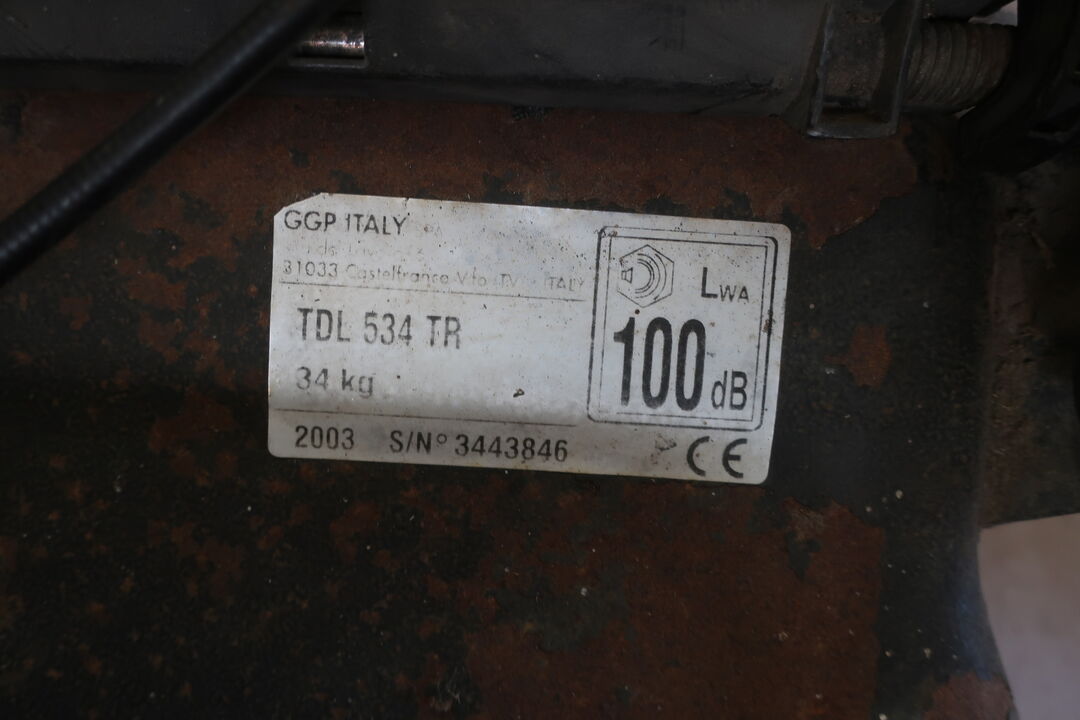 GGP ITALY
31033 Castelfranco V.to (TV) - ITALY
TDL 534 TR
34 kg
2003 S/N° 3443846
LWA
100 dB
CE